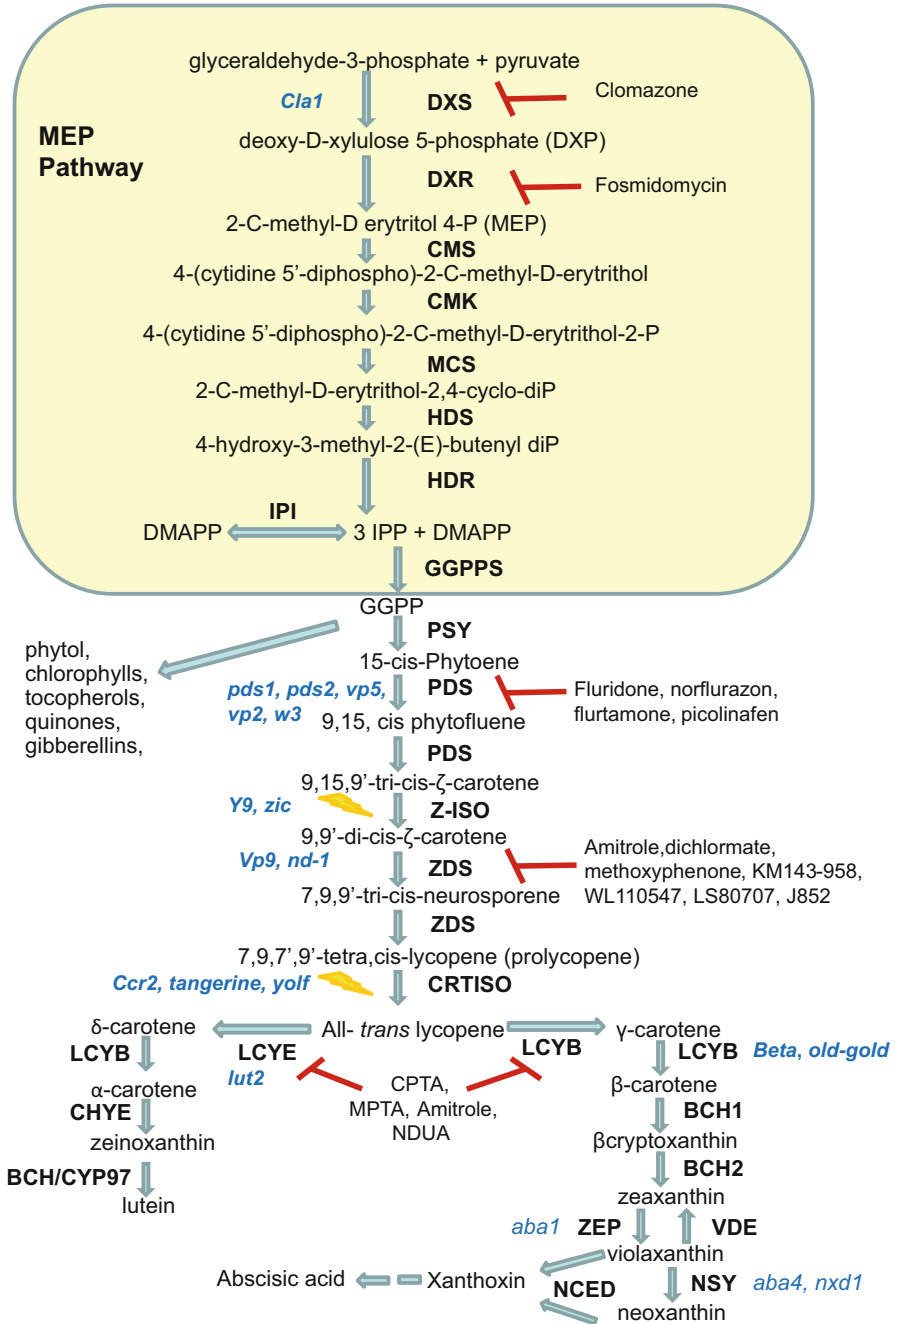 glyceraldehyde-3-phosphate + pyruvate
Cla1
DXS
Clomazone
MEP
Pathway
deoxy-D-xylulose 5-phosphate (DXP)
DXR
Fosmidomycin
2-C-methyl-D erytritol 4-P (MEP)
CMS
4-(cytidine 5'-diphospho)-2-C-methyl-D-erytrithol
CMK
4-(cytidine 5'-diphospho)-2-C-methyl-D-erytrithol-2-P
MCS
2-C-methyl-D-erytrithol-2,4-cyclo-diP
HDS
4-hydroxy-3-methyl-2-(E)-butenyl diP
HDR
IPI
DMAPP
3 IPP + DMAPP
GGPPS
GGPP
PSY
phytol,
chlorophylls,
tocopherols,
quinones,
gibberellins,
15-cis-Phytoene
pds1, pds2, vp5,
vp2, w3
PDS
Fluridone, norflurazon,
flurtamone, picolinafen
9,15, cis phytofluene
PDS
9,15,9'-tri-cis-ζ-carotene
Y9, zic
Z-ISO
9,9'-di-cis-ζ-carotene
Vp9, nd-1
ZDS
Amitrole,dichlormate,
methoxyphenone, KM143-958,
WL110547, LS80707, J852
7,9,9'-tri-cis-neurosporene
ZDS
7,9,7',9'-tetra,cis-lycopene (prolycopene)
Ccr2, tangerine, yolf
CRTISO
δ-carotene
All- trans lycopene
γ-carotene
LCYB
LCYE
lut2
LCYB
LCYB
Beta, old-gold
CPTA,
MPTA, Amitrole,
NDUA
α-carotene
β-carotene
CHYE
BCH1
zeinoxanthin
βcryptoxanthin
BCH/CYP97
BCH2
lutein
zeaxanthin
aba1
ZEP
VDE
violaxanthin
Abscisic acid
Xanthoxin
NCED
NSY
aba4, nxd1
neoxanthin